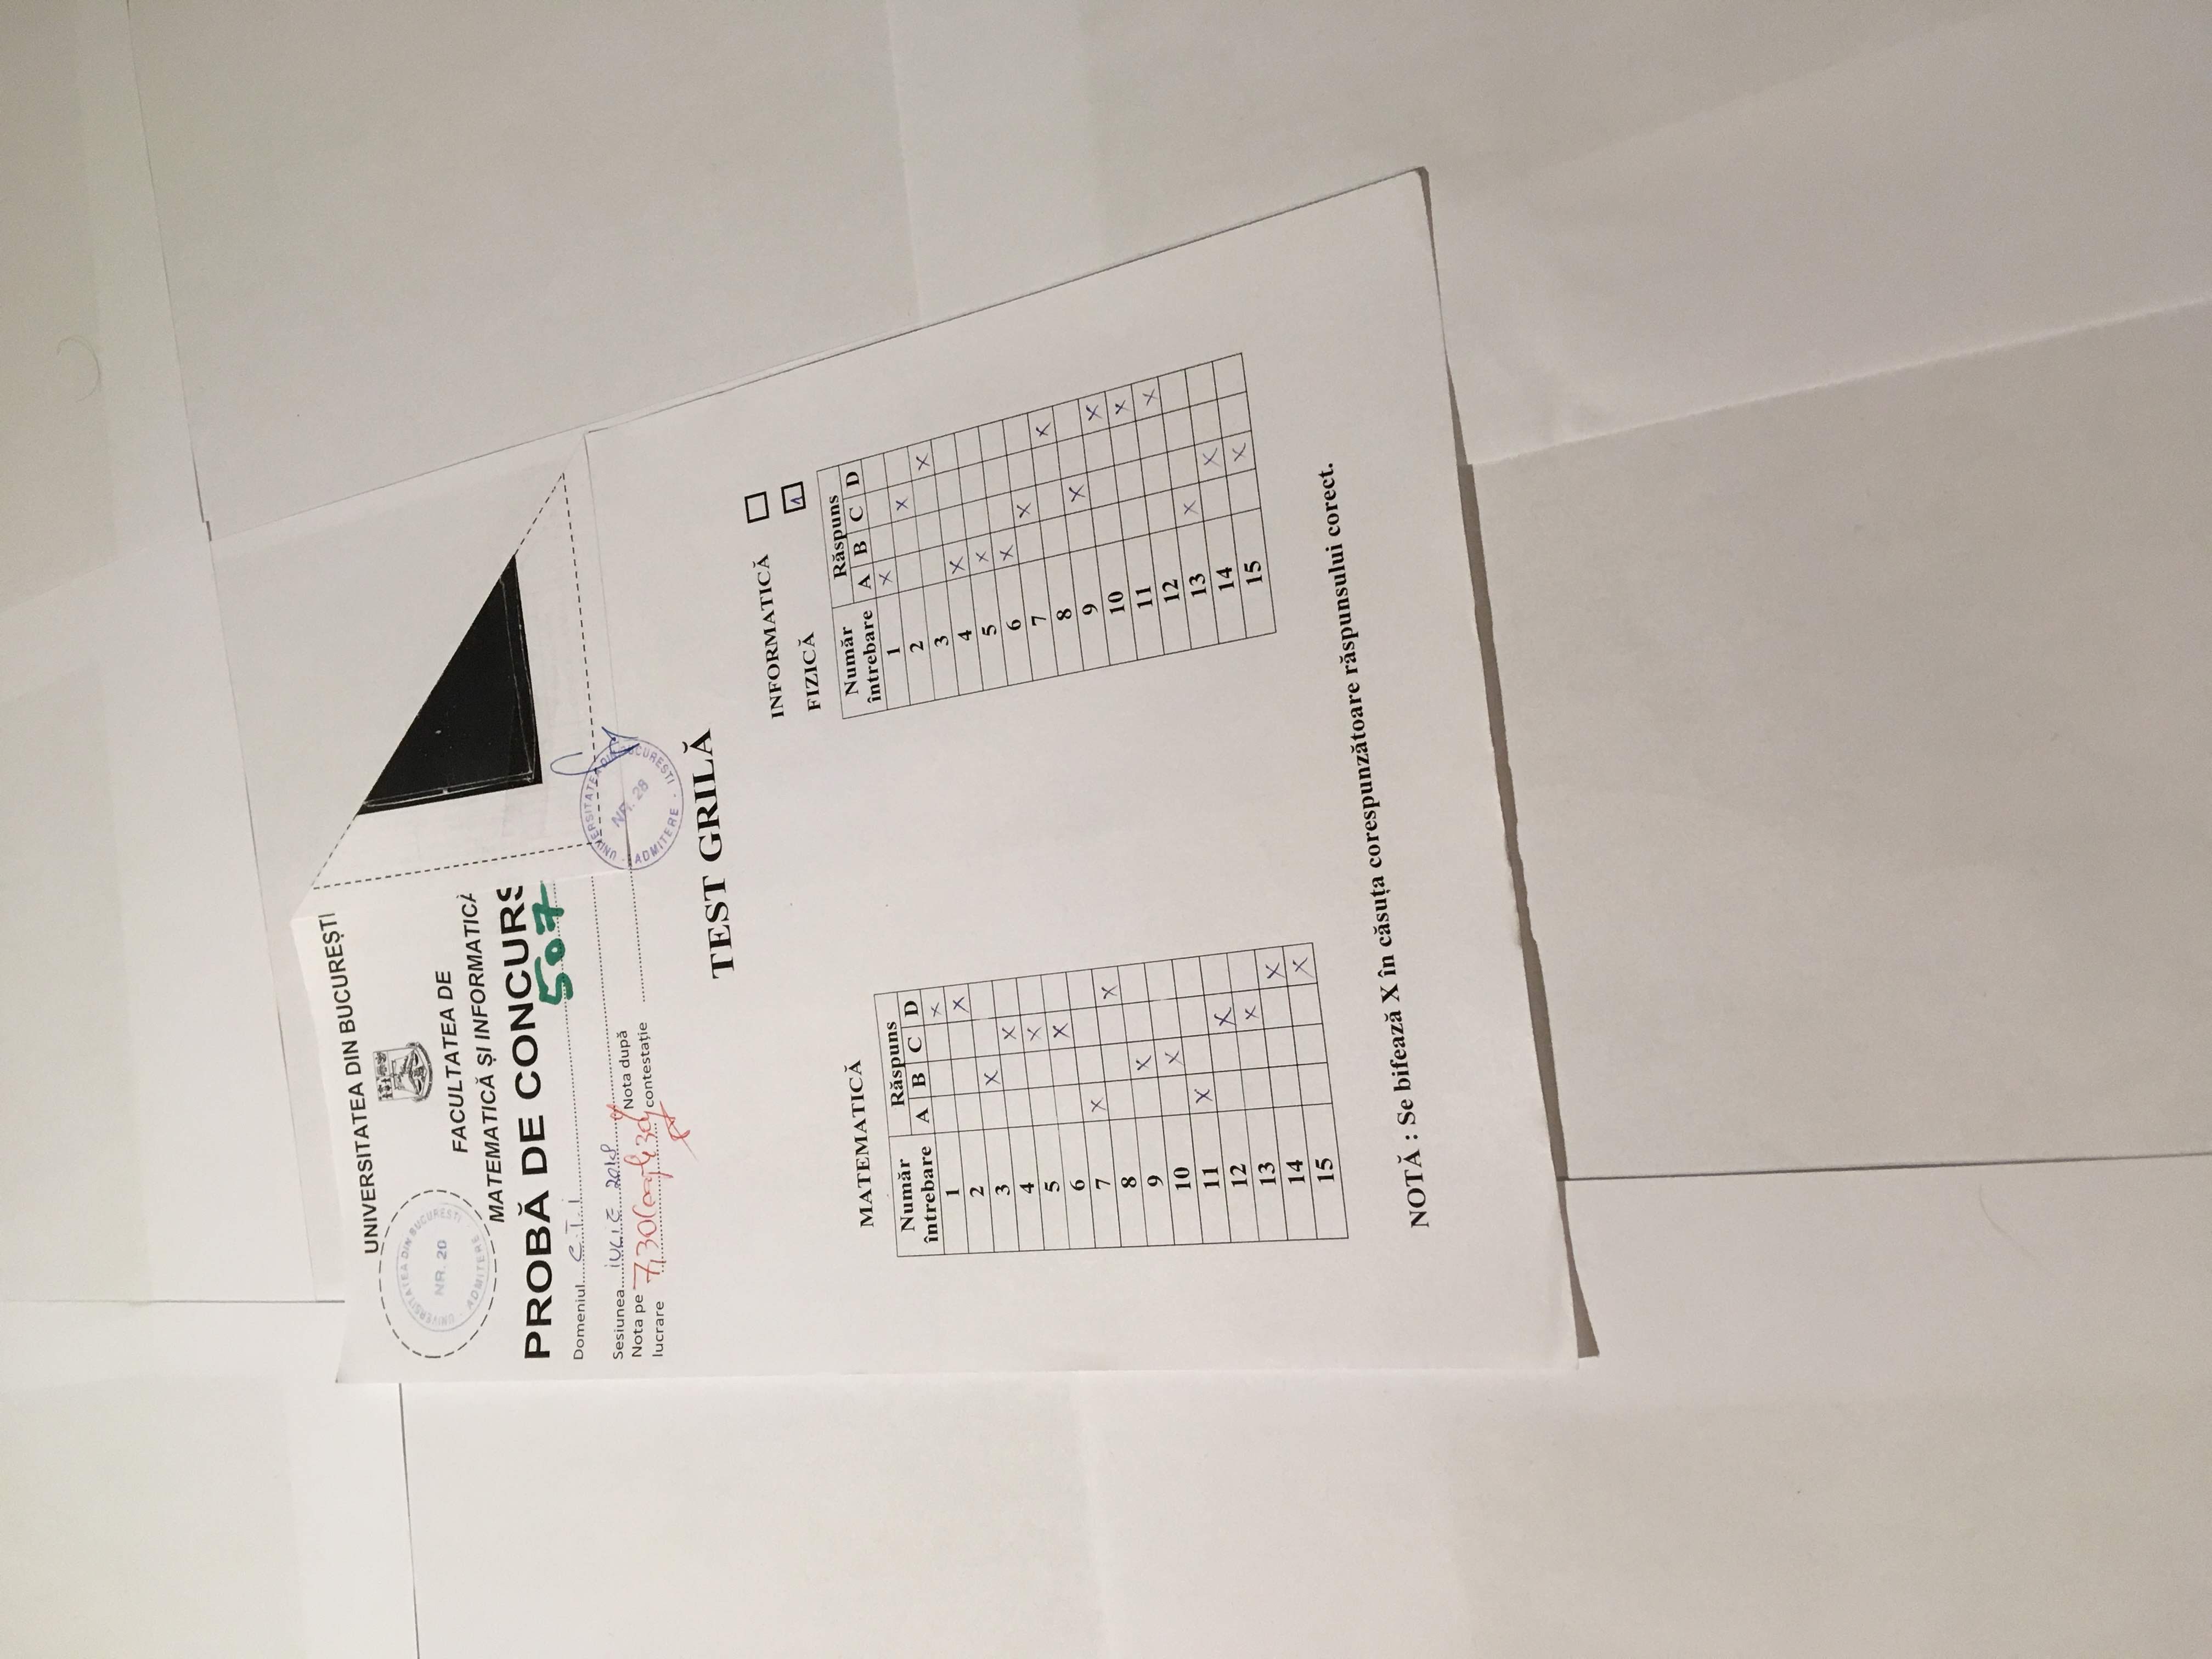 UNIVERSITATEA DIN BUCUREȘTI
UNIVERSITATEA DIN BUCUREȘTI
NR. 20
ADMITERE
FACULTATEA DE
MATEMATICĂ ȘI INFORMATICĂ
PROBĂ DE CONCURS
507
Domeniul C.T.I
Sesiunea IULIE 2018
Nota pe
lucrare
7,30
Nota după
contestație
UNIVERSITATEA DIN BUCUREȘTI
NR. 28
ADMITERE
TEST GRILĂ
INFORMATICĂ
FIZICĂ 1
MATEMATICĂ
Număr
întrebare
Răspuns
A B C D
1 X
2 X
3 X
4 X
5 X
6 X
7 X
8 X
9 X
10 X
11 X
12 X
13 X
14 X
15 X
Număr
întrebare
Răspuns
A B C D
1 X
2 X
3 X
4 X
5 X
6 X
7 X
8 X
9 X
10 X
11 X
12 X
13 X
14 X
15 X
NOTĂ : Se bifează X în căsuța corespunzătoare răspunsului corect.